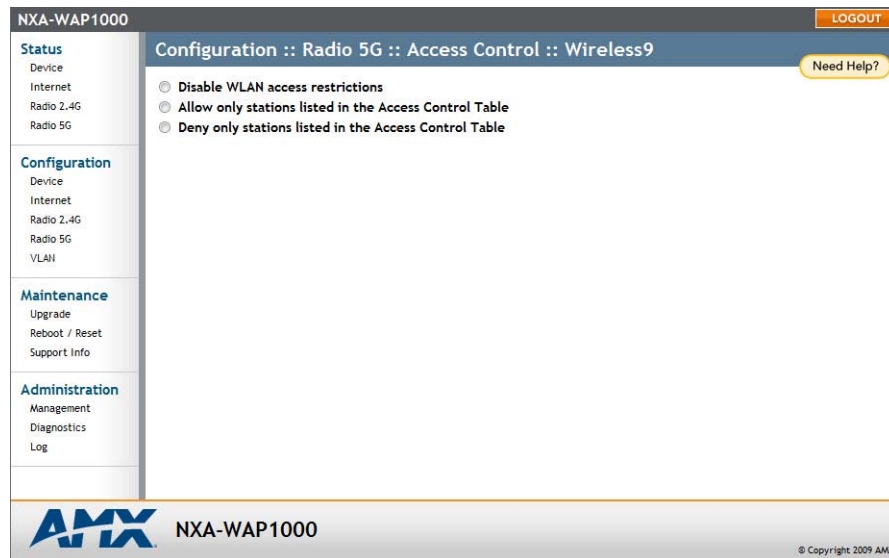 NXA-WAP1000
LOGOUT
Status
Device
Internet
Radio 2.4G
Radio 5G
Configuration
Device
Internet
Radio 2.4G
Radio 5G
VLAN
Maintenance
Upgrade
Reboot / Reset
Support Info
Administration
Management
Diagnostics
Log
Configuration :: Radio 5G :: Access Control :: Wireless9
Need Help?
Disable WLAN access restrictions
Allow only stations listed in the Access Control Table
Deny only stations listed in the Access Control Table
AMX
NXA-WAP1000
© Copyright 2009 AM